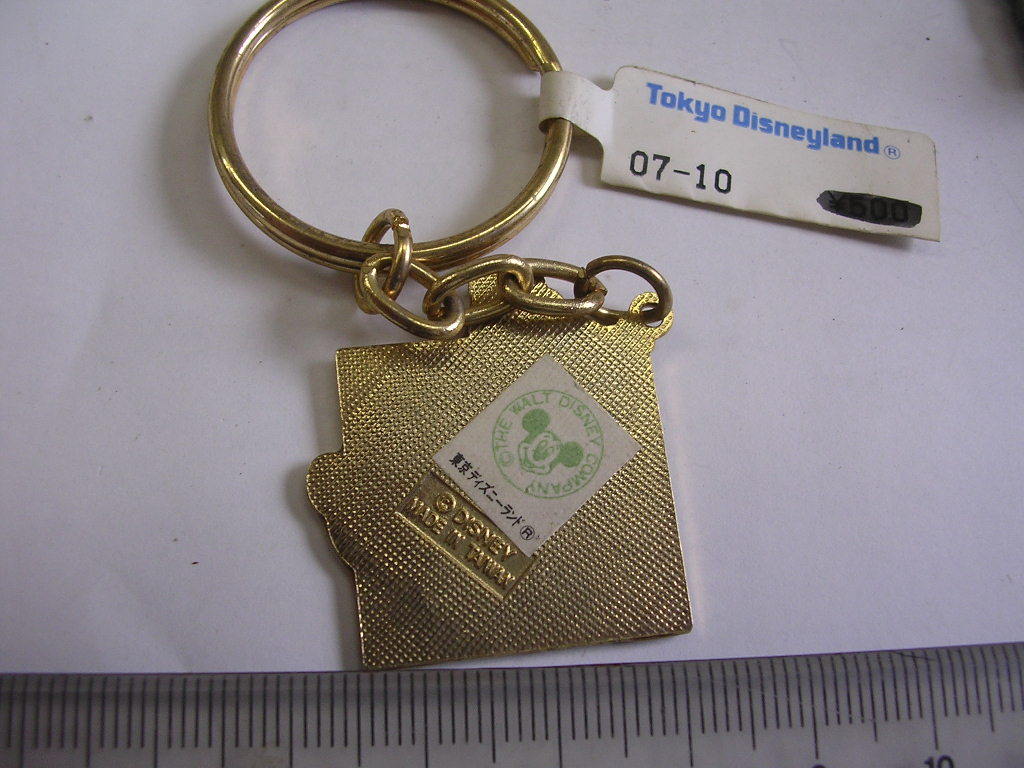 Tokyo Disneyland®
07-10
¥500
©THE WALT DISNEY COMPANY
東京ディズニーランド®
© DISNEY
MADE IN TAIWAN
10